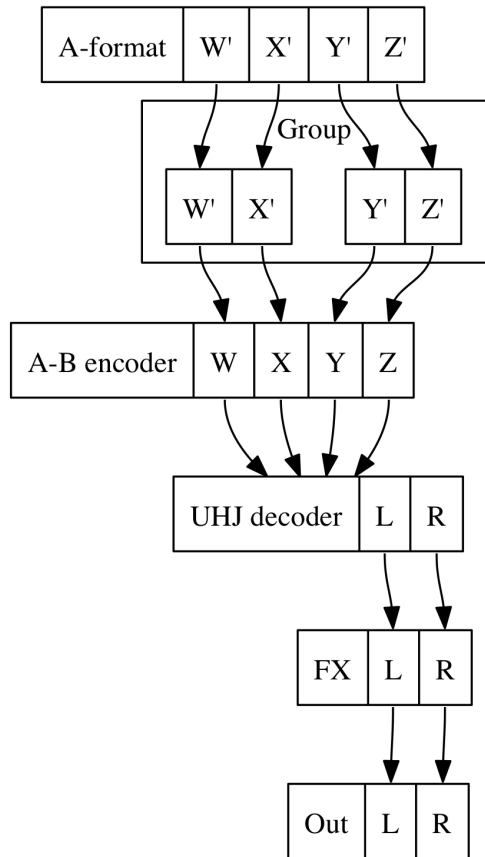 A-format W' X' Y' Z'
Group
W' X' Y' Z'
A-B encoder W X Y Z
UHJ decoder L R
FX L R
Out L R